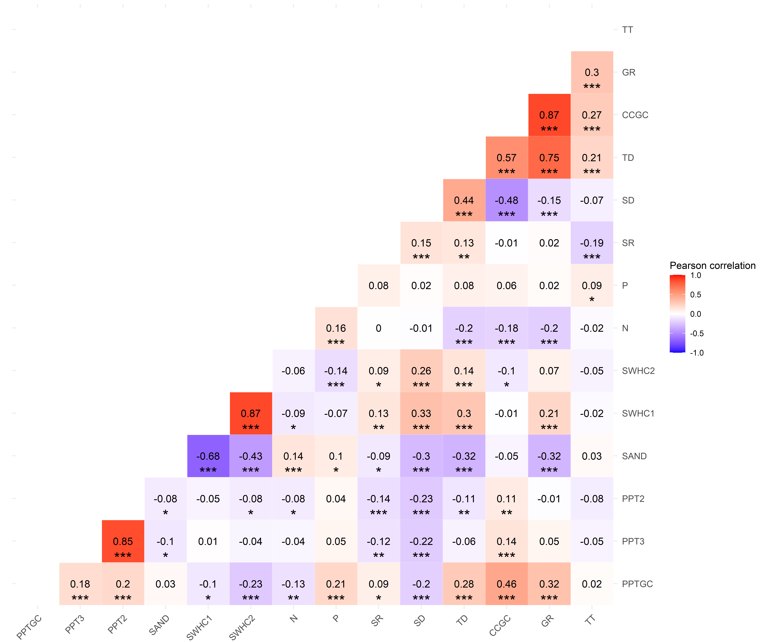 TT
0.3 GR
***
0.87 0.27 CCGC
*** ***
0.57 0.75 0.21 TD
*** *** ***
0.44 -0.48 -0.15 -0.07 SD
*** *** ***
0.15 0.13 -0.01 0.02 -0.19 SR
*** ** ***
Pearson correlation
1.0
0.5
0.0
-0.5
-1.0
0.08 0.02 0.08 0.06 0.02 0.09 P
*
0.16 0 -0.01 -0.2 -0.18 -0.2 -0.02 N
*** *** *** ***
-0.06 -0.14 0.09 0.26 0.14 -0.1 0.07 -0.05 SWHC2
*** * *** *** *
0.87 -0.09 -0.07 0.13 0.33 0.3 -0.01 0.21 -0.02 SWHC1
*** * ** *** *** ***
-0.68 -0.43 0.14 0.1 -0.09 -0.3 -0.32 -0.05 -0.32 0.03 SAND
*** *** *** * * *** *** ***
-0.08 -0.05 -0.08 -0.08 0.04 -0.14 -0.23 -0.11 0.11 -0.01 -0.08 PPT2
* * * *** *** ** **
0.85 -0.1 0.01 -0.04 -0.04 0.05 -0.12 -0.22 -0.06 0.14 0.05 -0.05 PPT3
*** * ** *** ***
0.18 0.2 0.03 -0.1 -0.23 -0.13 0.21 0.09 -0.2 0.28 0.46 0.32 0.02 PPTGC
*** *** * *** ** *** * *** *** *** ***
PPTGC PPT3 PPT2 SAND SWHC1 SWHC2 N P SR SD TD CCGC GR TT